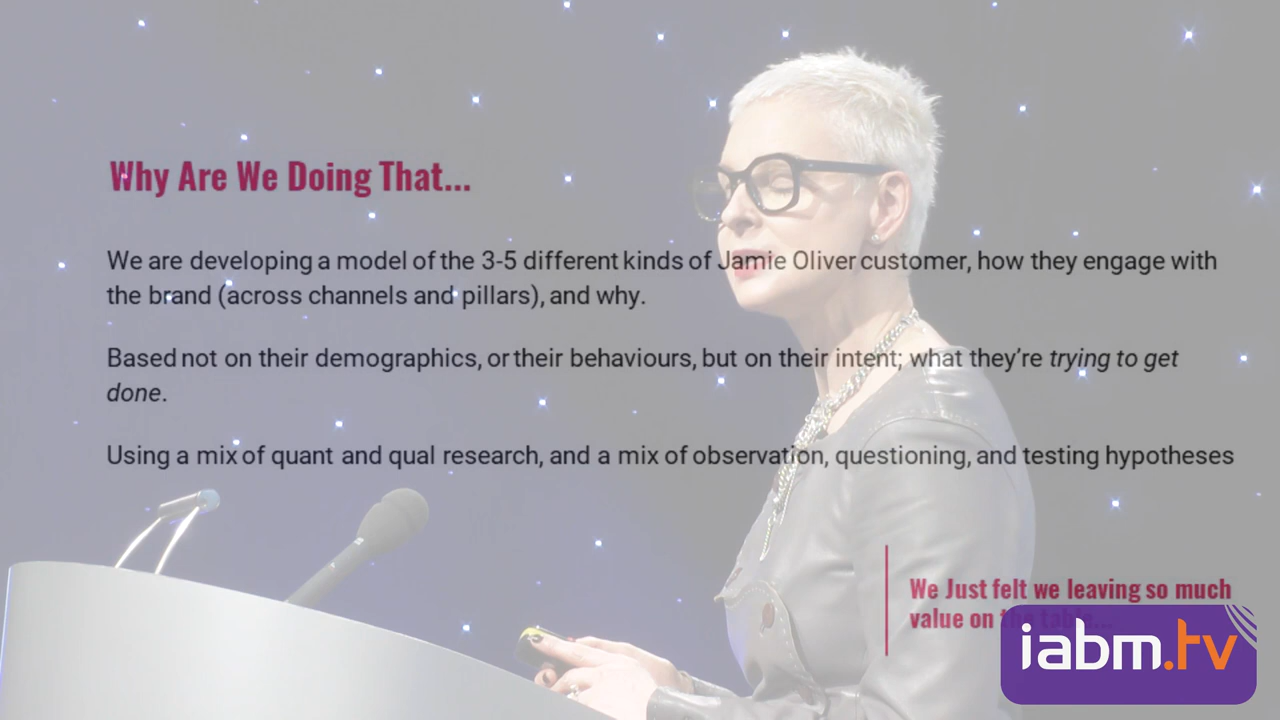 Why Are We Doing That...
We are developing a model of the 3-5 different kinds of Jamie Oliver customer, how they engage with
the brand (across channels and pillars), and why.
Based not on their demographics, or their behaviours, but on their intent; what they’re trying to get
done.
Using a mix of quant and qual research, and a mix of observation, questioning, and testing hypotheses
We Just felt we leaving so much
value on the table...
iabm.tv